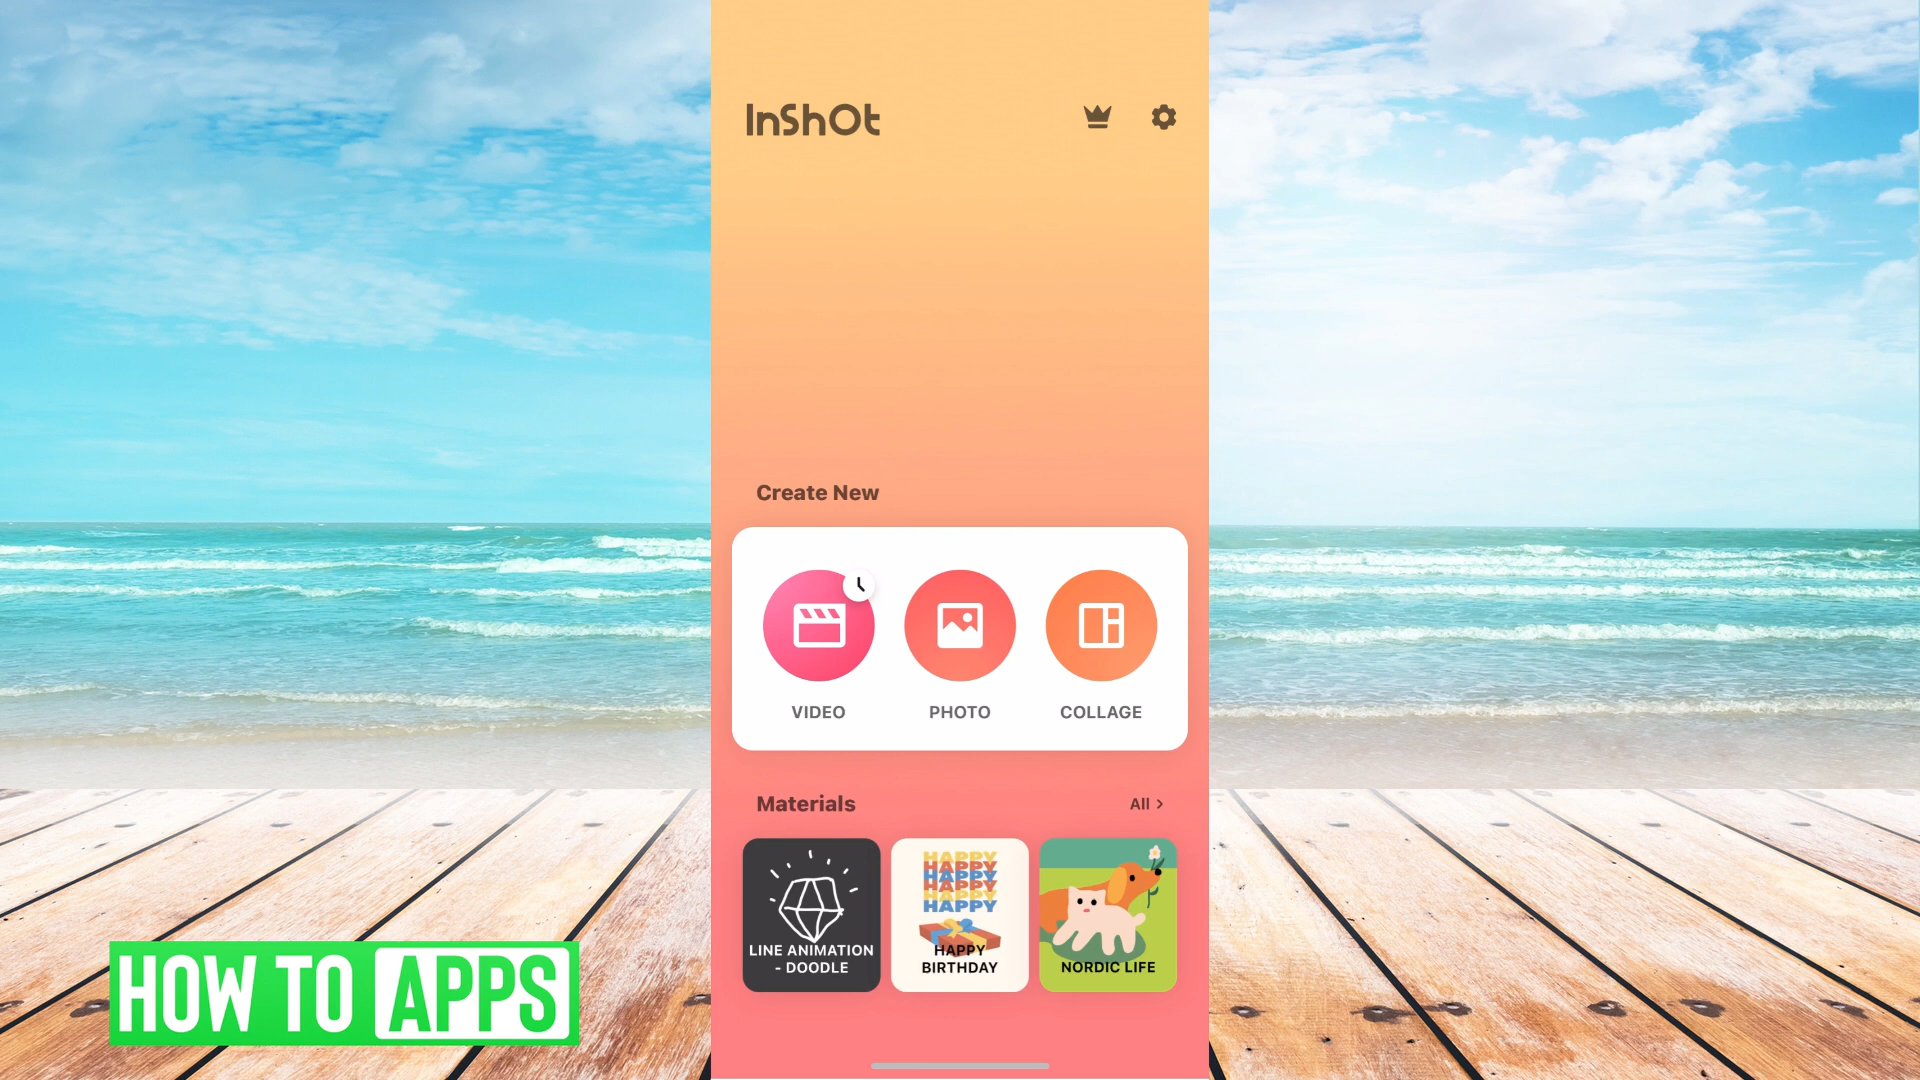 InShOt
Create New
VIDEO
PHOTO
COLLAGE
Materials
All >
HAPPY
HAPPY
HAPPY
HAPPY
HAPPY
HAPPY
LINE ANIMATION
- DOODLE
HAPPY
BIRTHDAY
NORDIC LIFE
HOW TO APPS